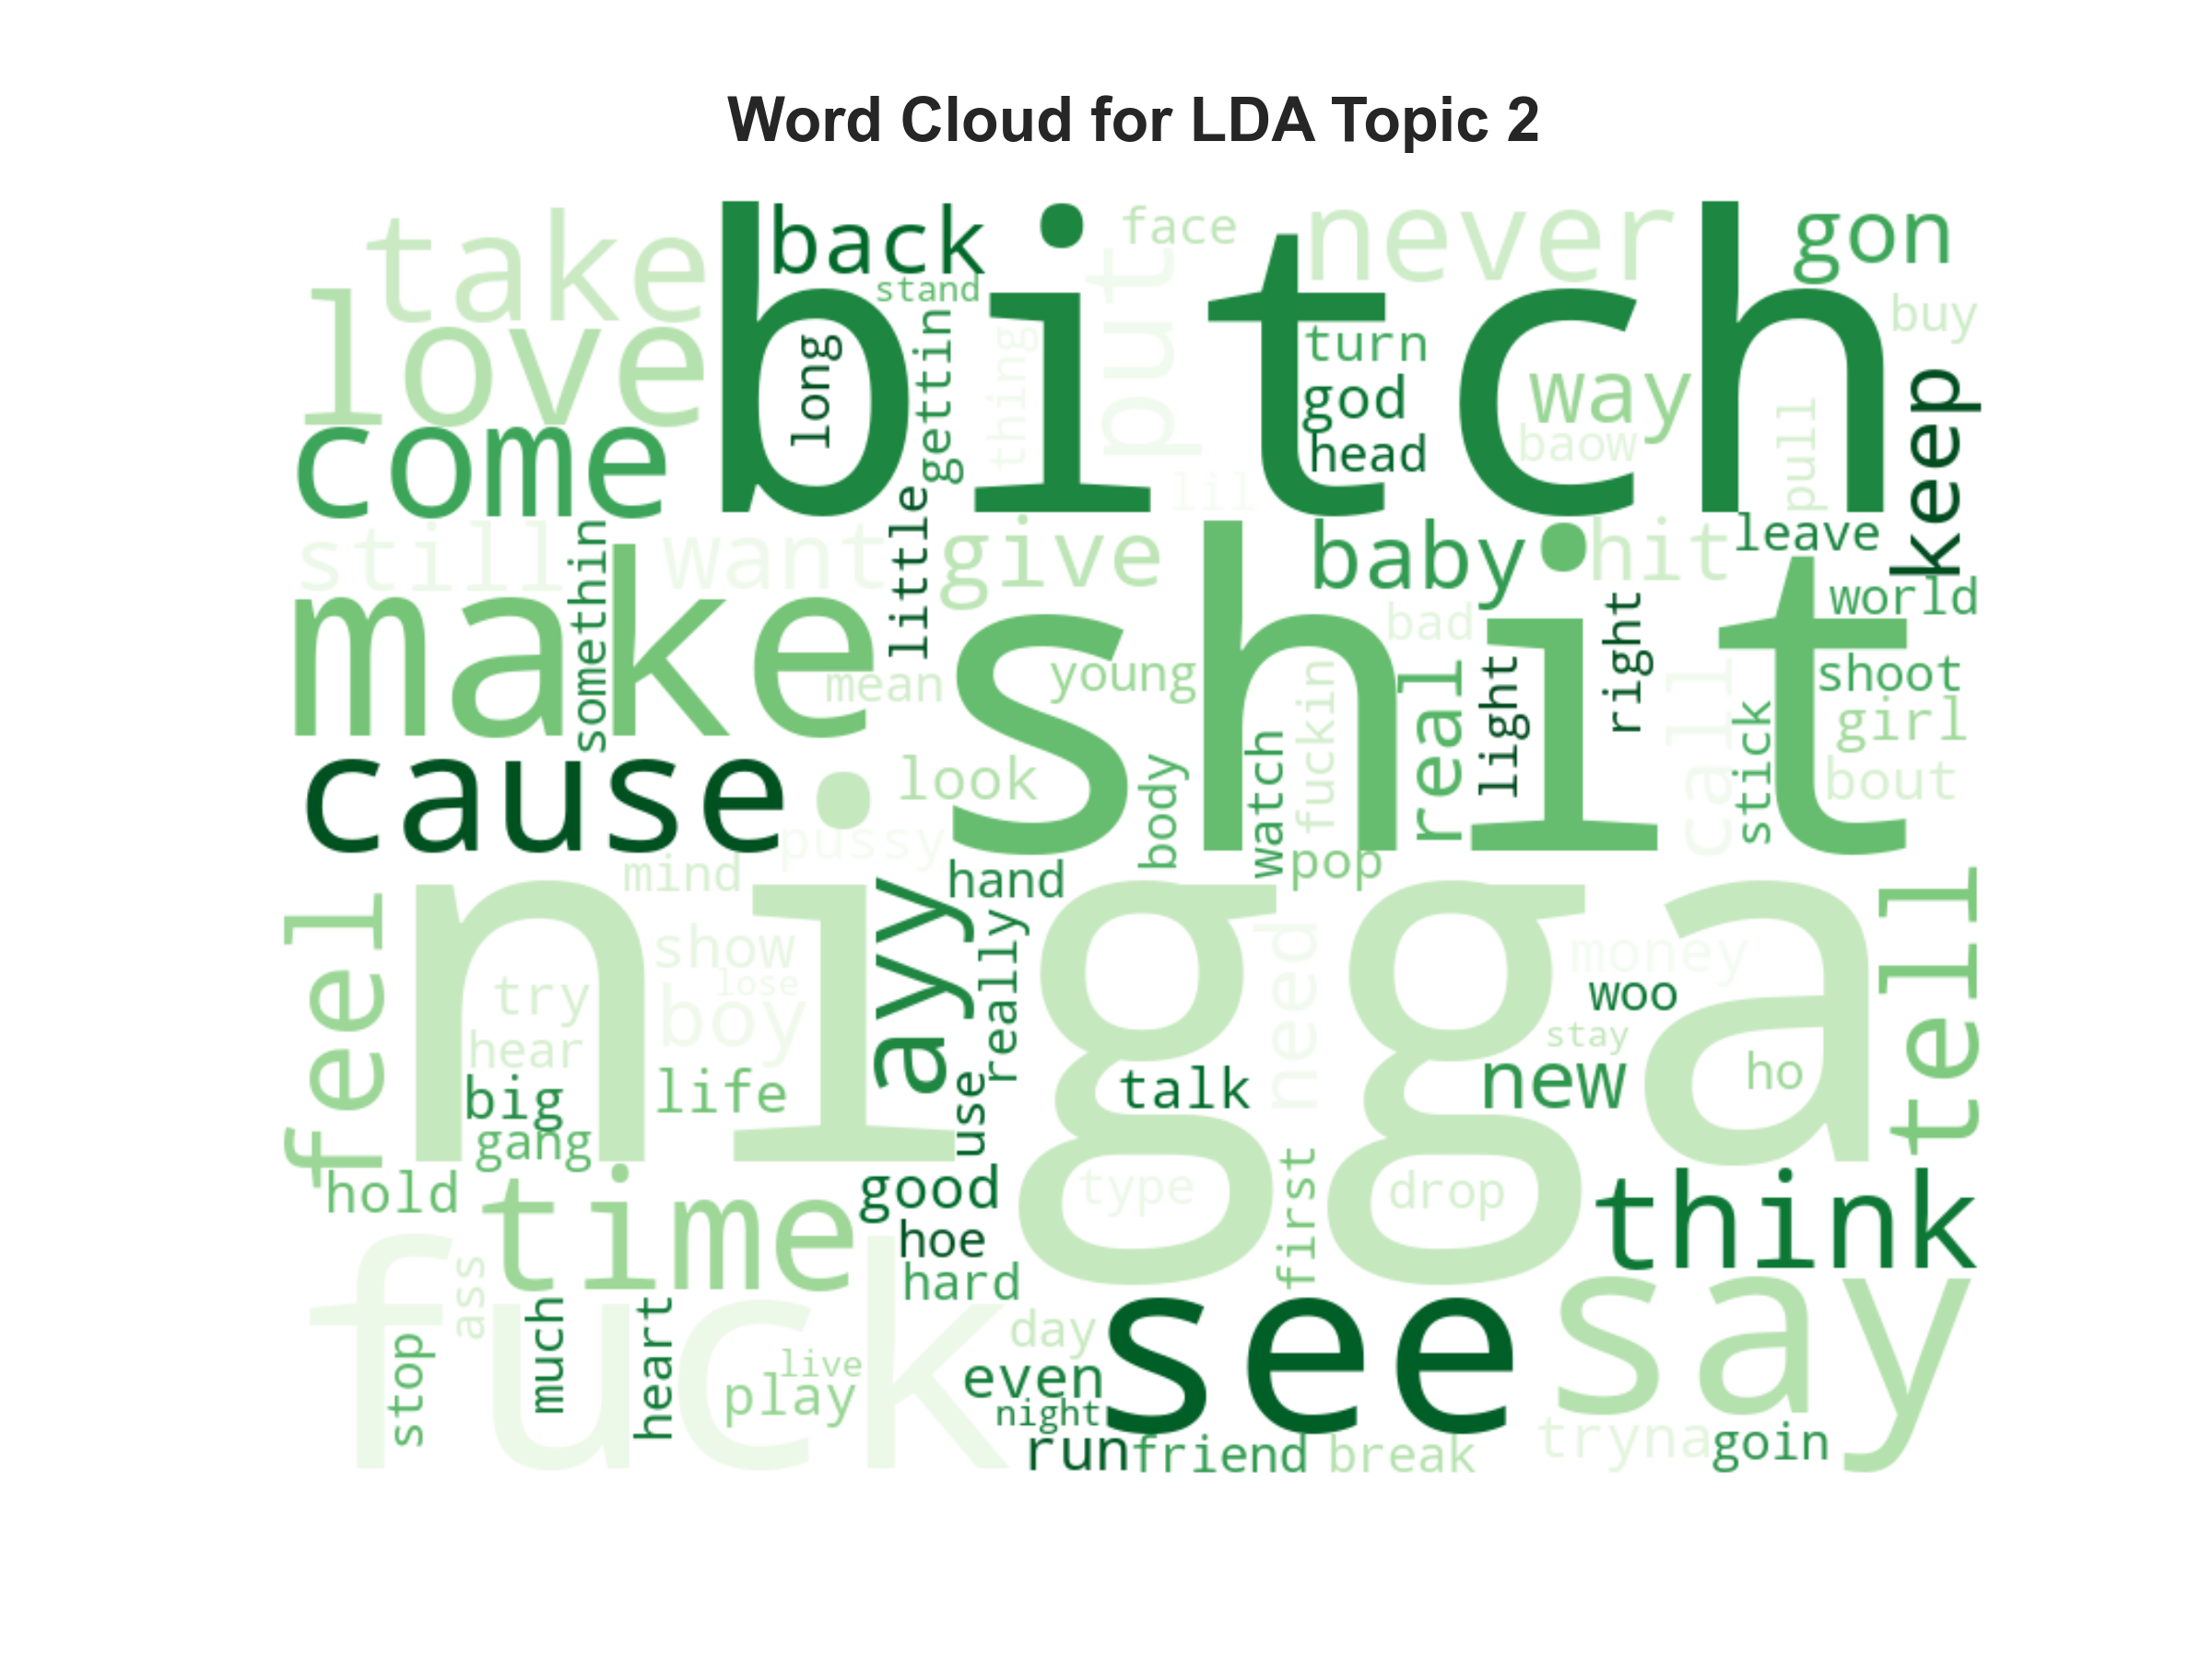 Word Cloud for LDA Topic 2
take
back
face
never
gon
bitch
stand
put
buy
love
long
gettin
thing
turn
god
way
keep
come
head
baow
pull
lil
little
still
want
give
baby
hit
leave
somethin
make
shit
bad
right
world
mean
young
real
light
call
shoot
girl
stick
cause
look
body
watch
fuckin
bout
pussy
mind
hand
pop
feel
nigga
ayy
really
need
tell
show
lose
boy
try
money
woo
stay
hear
big
life
use
talk
new
ho
gang
hold
time
good
type
first
drop
think
hoe
hard
fuck
ass
see
say
stop
much
heart
live
play
day
even
night
run
friend
break
tryna
goin